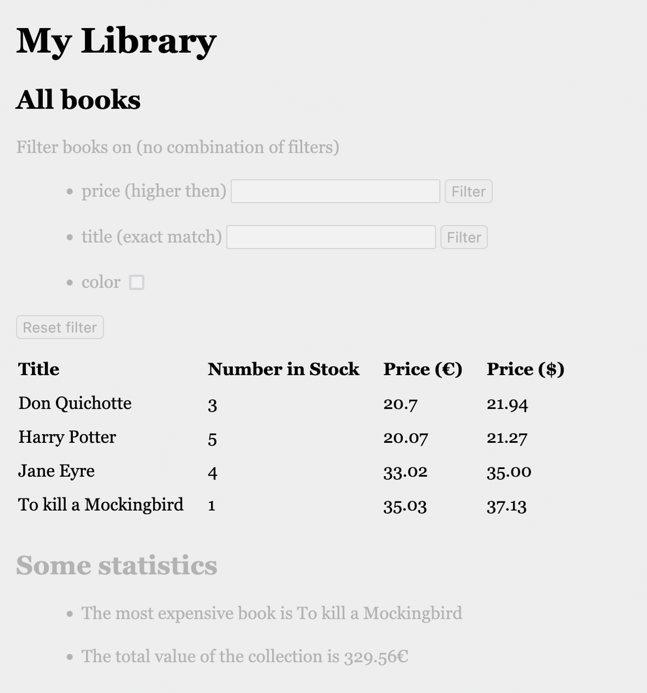 My Library
All books
Filter books on (no combination of filters)
• price (higher then) Filter
• title (exact match) Filter
• color
Reset filter
Title Number in Stock Price (€) Price ($)
Don Quichotte 3 20.7 21.94
Harry Potter 5 20.07 21.27
Jane Eyre 4 33.02 35.00
To kill a Mockingbird 1 35.03 37.13
Some statistics
• The most expensive book is To kill a Mockingbird
• The total value of the collection is 329.56€